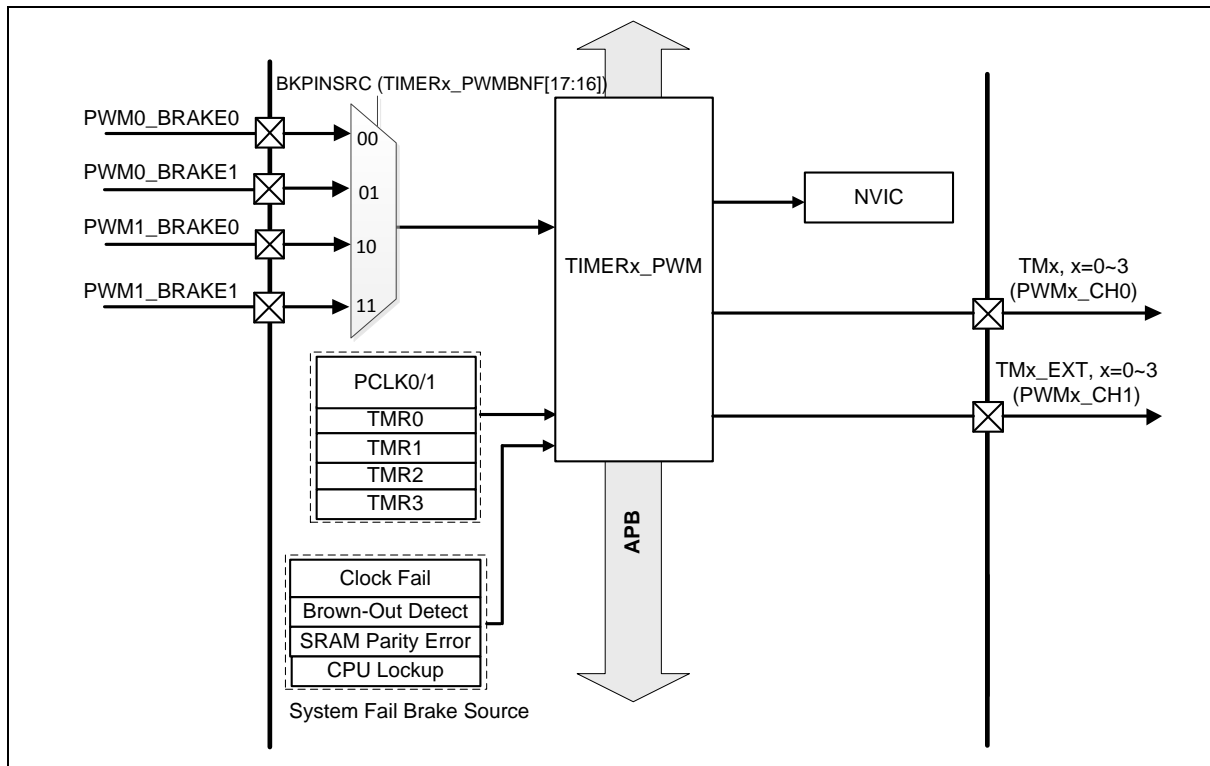 BKPINSRC (TIMERx_PWMBNF[17:16])
PWM0_BRAKE0
00
PWM0_BRAKE1
01
PWM1_BRAKE0
10
PWM1_BRAKE1
11
TIMERx_PWM
NVIC
TMx, x=0~3
(PWMx_CH0)
TMx_EXT, x=0~3
(PWMx_CH1)
PCLK0/1
TMR0
TMR1
TMR2
TMR3
APB
Clock Fail
Brown-Out Detect
SRAM Parity Error
CPU Lockup
System Fail Brake Source